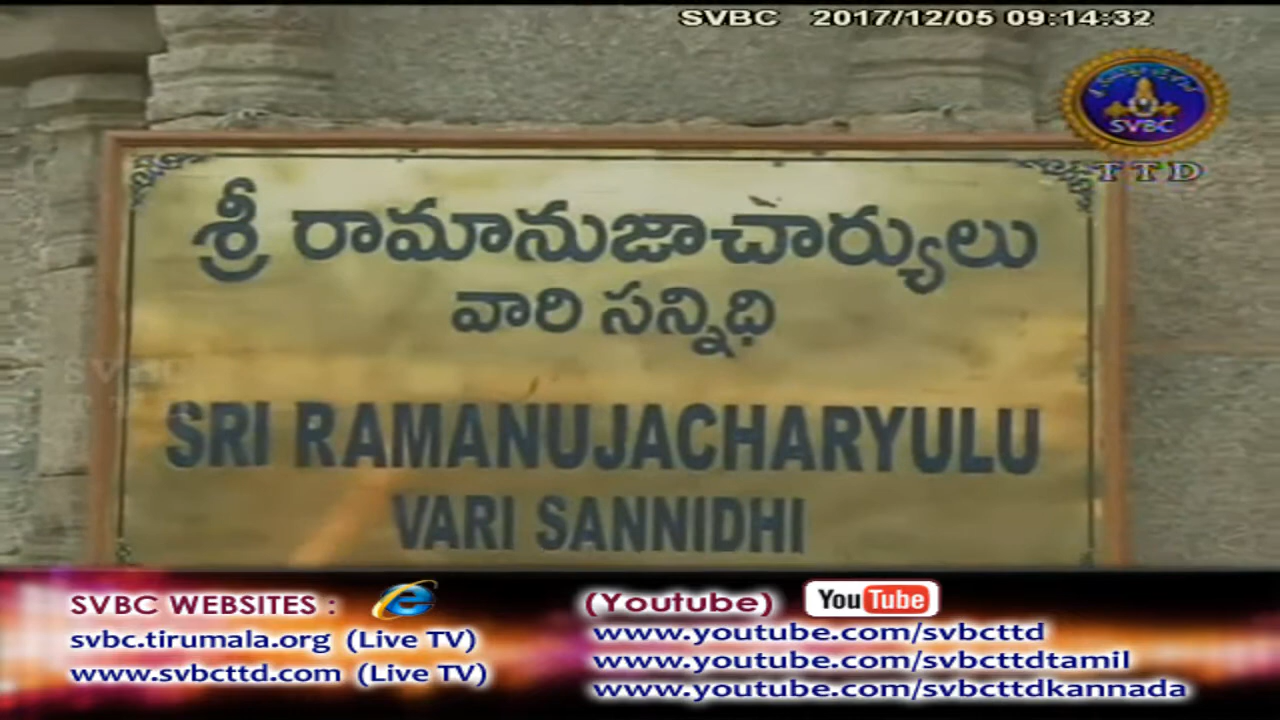 SVBC 2017/12/05 09:14:32
SVBC
TTD
శ్రీ రామానుజాచార్యులు
వారి సన్నిధి
SRI RAMANUJACHARYULU
VARI SANNIDHI
SVBC WEBSITES :
svbc.tirumala.org (Live TV)
www.svbcttd.com (Live TV)
(Youtube) YouTube
www.youtube.com/svbcttd
www.youtube.com/svbcttdtamil
www.youtube.com/svbcttdkannada